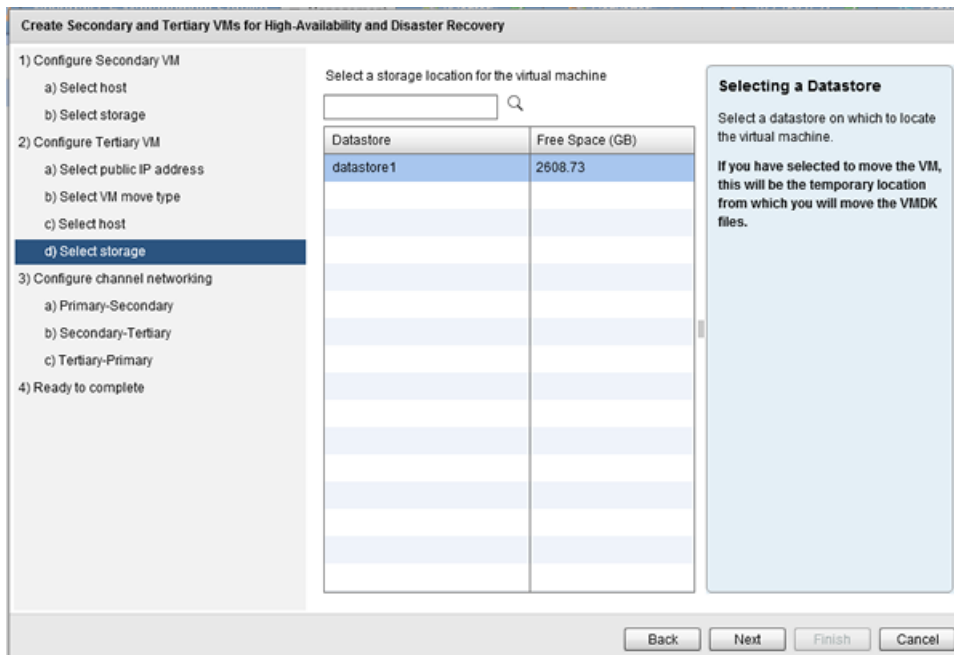 Create Secondary and Tertiary VMs for High-Availability and Disaster Recovery
1) Configure Secondary VM
a) Select host
b) Select storage
2) Configure Tertiary VM
a) Select public IP address
b) Select VM move type
c) Select host
d) Select storage
3) Configure channel networking
a) Primary-Secondary
b) Secondary-Tertiary
c) Tertiary-Primary
4) Ready to complete
Select a storage location for the virtual machine
Datastore Free Space (GB)
datastore1 2608.73
Selecting a Datastore
Select a datastore on which to locate
the virtual machine.
If you have selected to move the VM,
this will be the temporary location
from which you will move the VMDK
files.
Back Next Finish Cancel